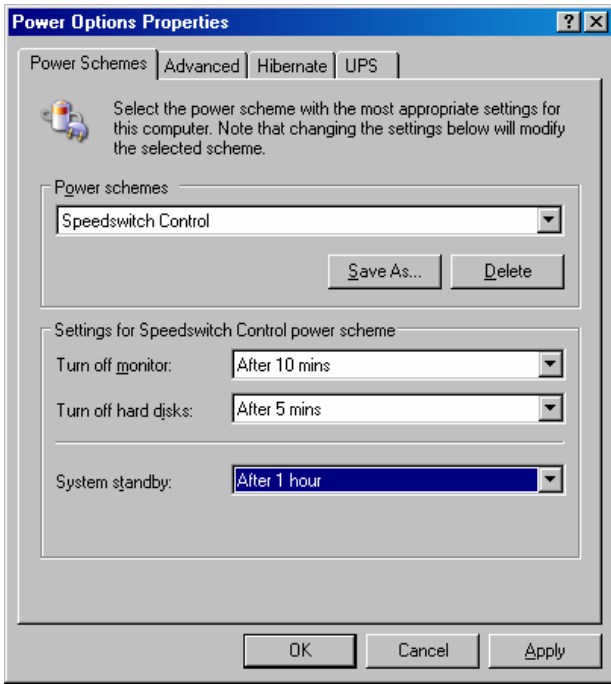 Power Options Properties
Power Schemes Advanced Hibernate UPS
Select the power scheme with the most appropriate settings for
this computer. Note that changing the settings below will modify
the selected scheme.
Power schemes
Speedswitch Control
Save As... Delete
Settings for Speedswitch Control power scheme
Turn off monitor: After 10 mins
Turn off hard disks: After 5 mins
System standby: After 1 hour
OK Cancel Apply